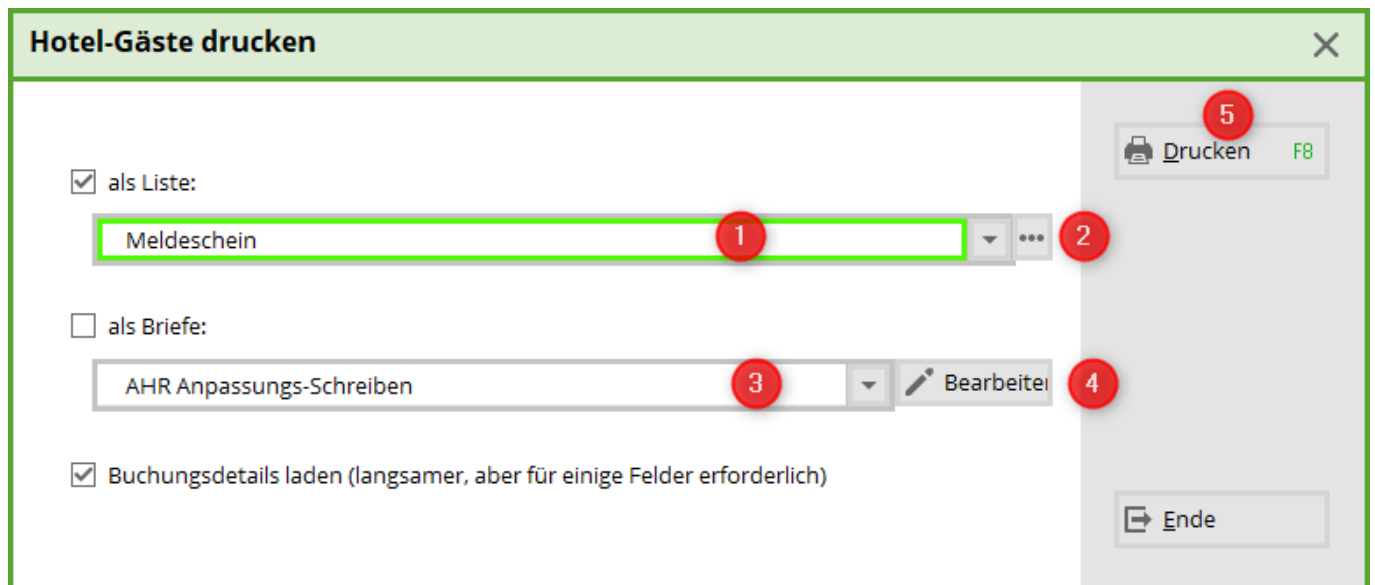 Hotel-Gäste drucken
5
Drucken F8
als Liste:
Meldeschein 1 2
als Briefe:
AHR Anpassungs-Schreiben 3 Bearbeiten 4
Buchungsdetails laden (langsamer, aber für einige Felder erforderlich)
Ende